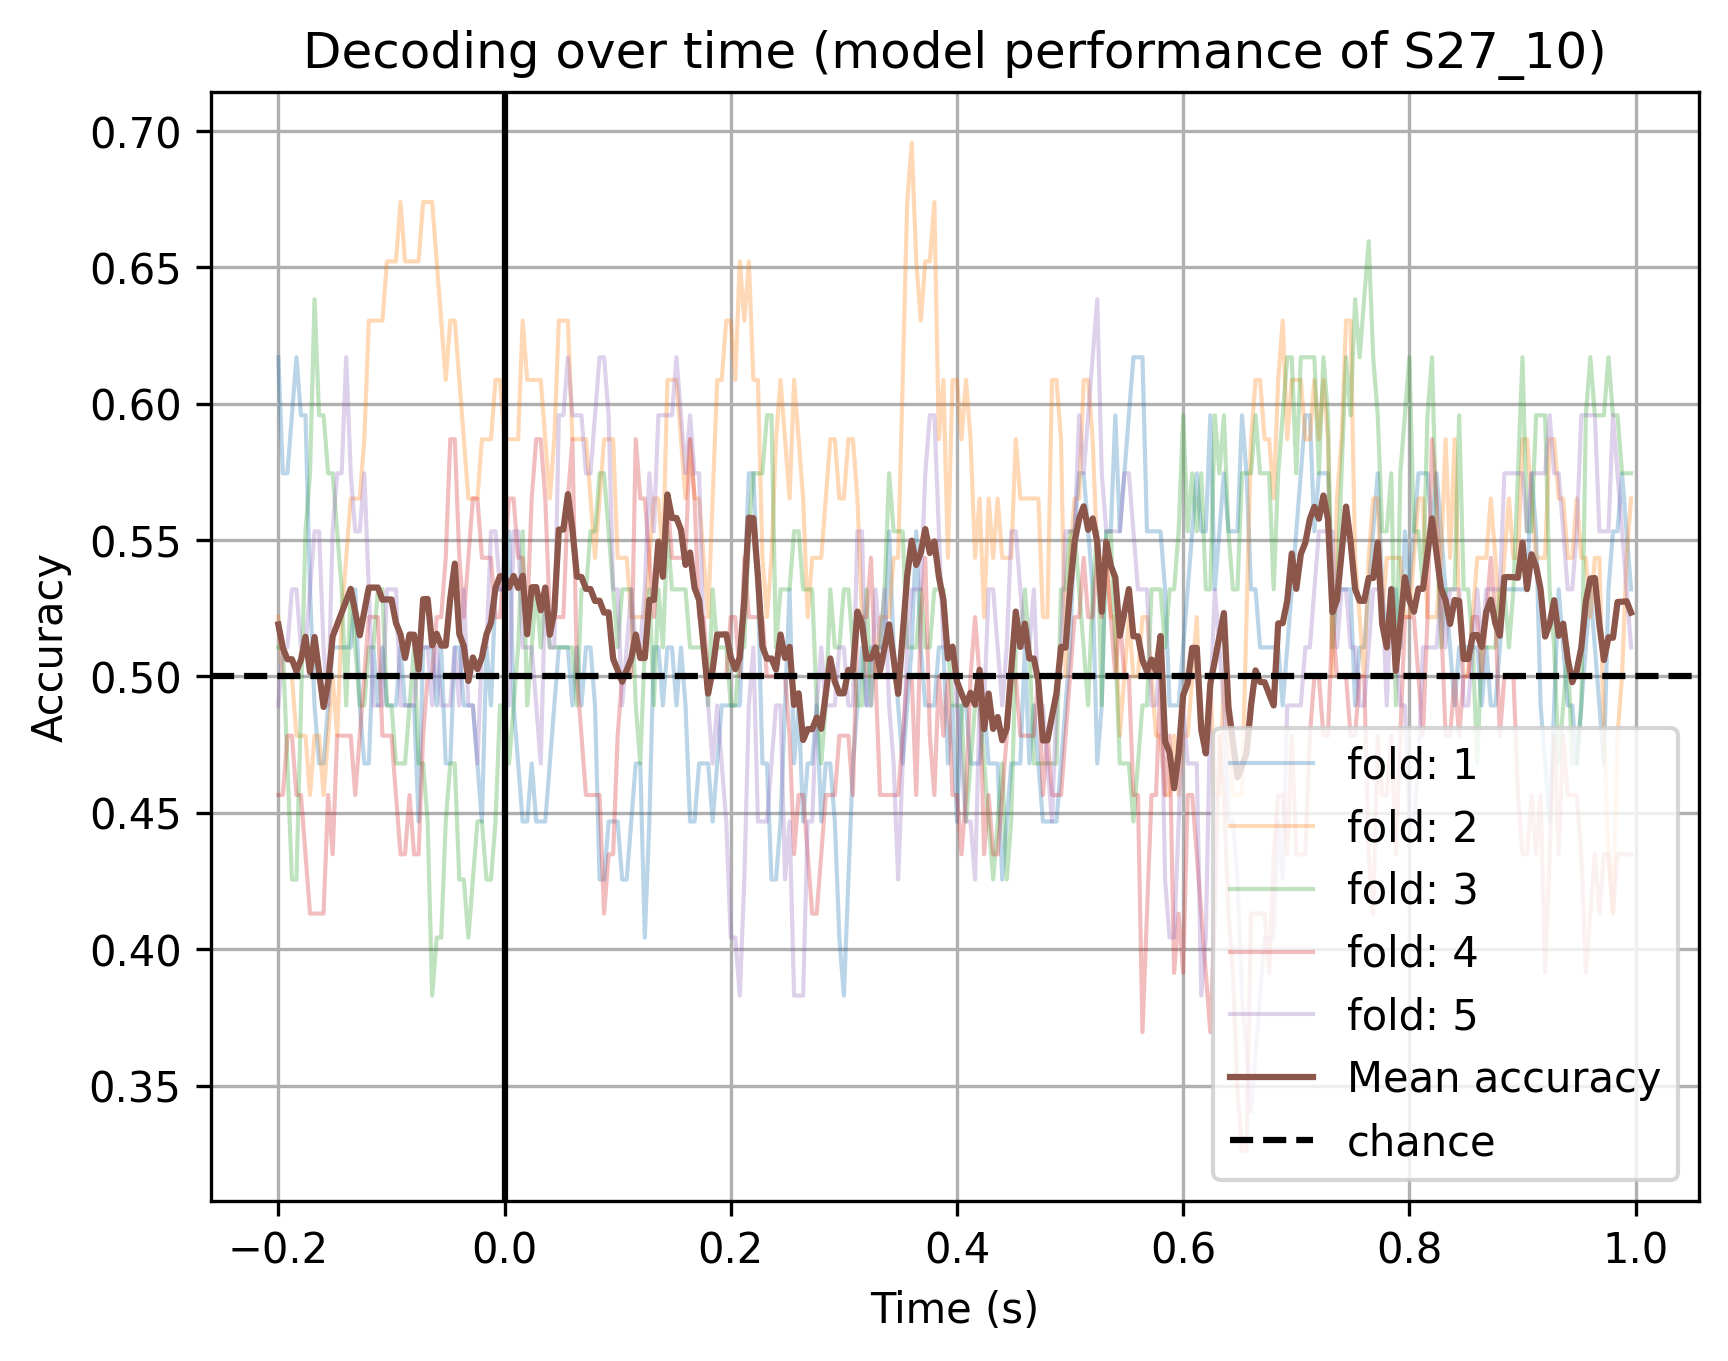 Decoding over time (model performance of S27_10)
Accuracy
0.70
0.65
0.60
0.55
0.50
0.45
0.40
0.35
−0.2 0.0 0.2 0.4 0.6 0.8 1.0
Time (s)
fold: 1
fold: 2
fold: 3
fold: 4
fold: 5
Mean accuracy
chance